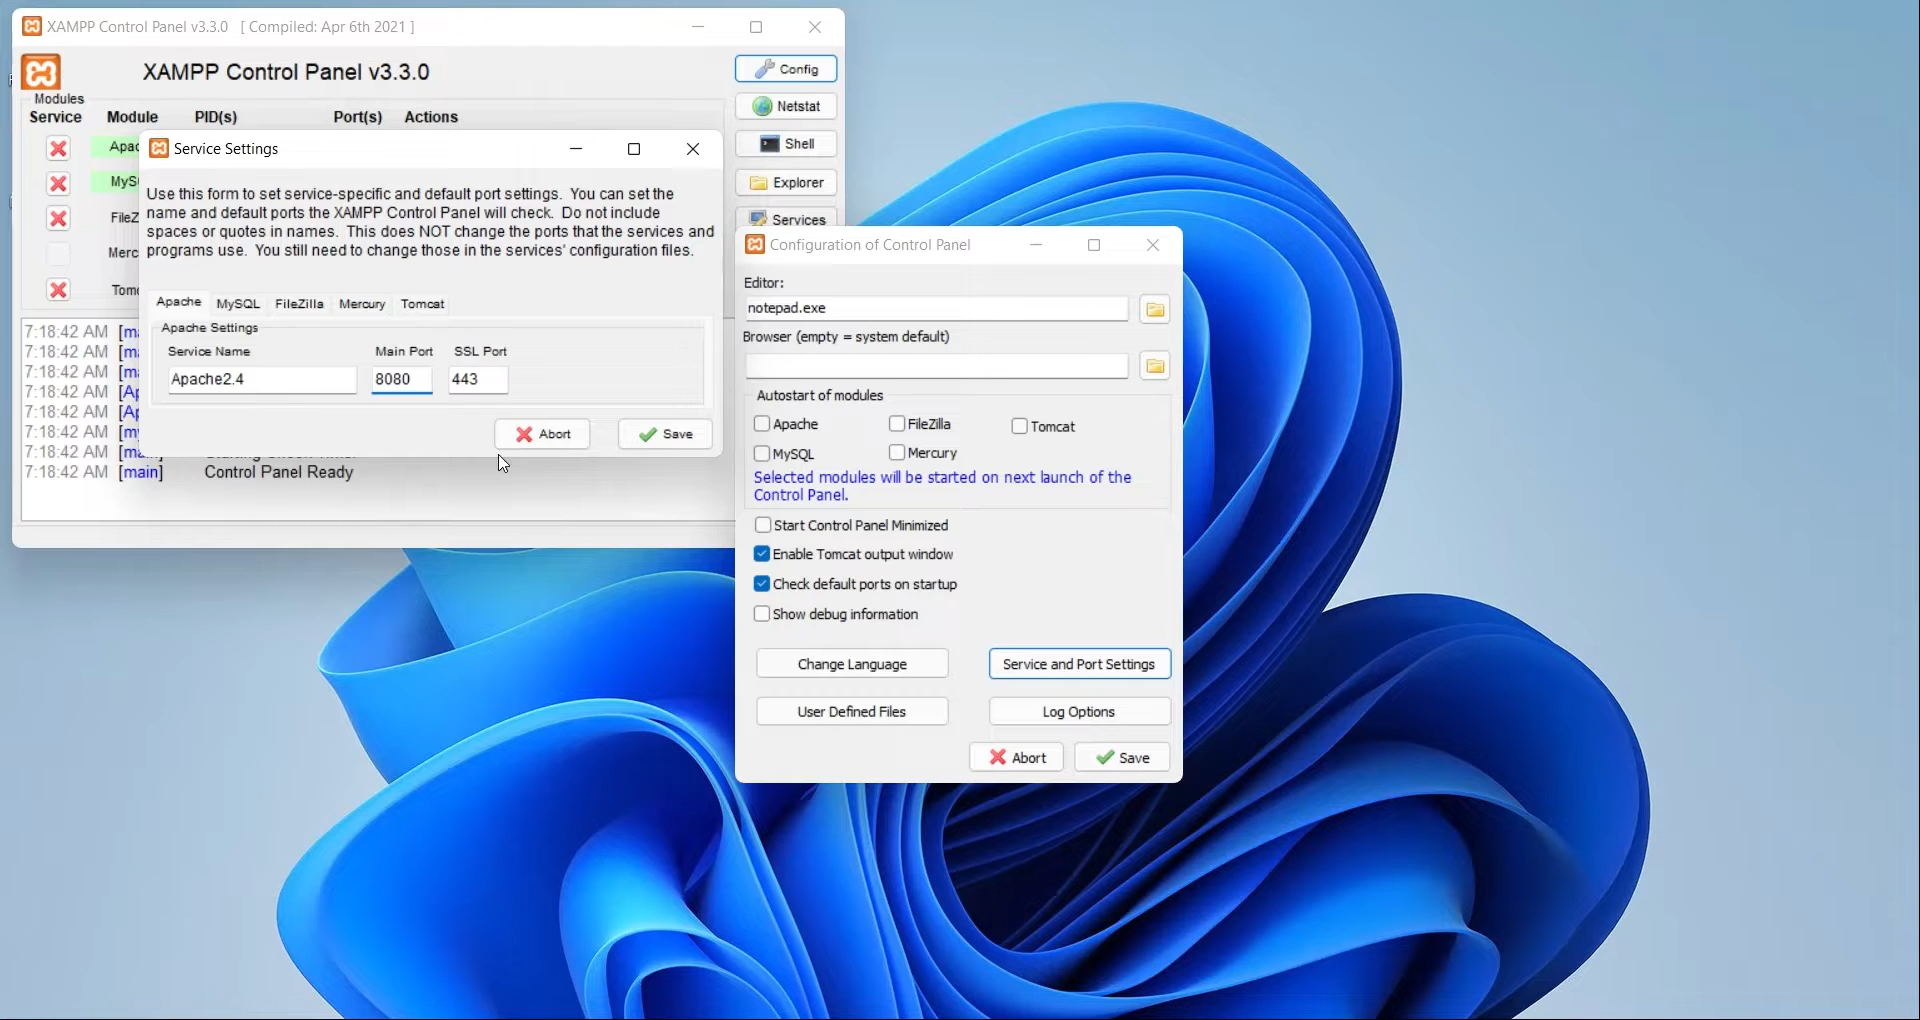 XAMPP Control Panel v3.3.0 [ Compiled: Apr 6th 2021 ]
XAMPP Control Panel v3.3.0
Config
Netstat
Shell
Explorer
Services
Modules
Service Module PID(s) Port(s) Actions
Service Settings
Use this form to set service-specific and default port settings. You can set the
name and default ports the XAMPP Control Panel will check. Do not include
spaces or quotes in names. This does NOT change the ports that the services and
programs use. You still need to change those in the services' configuration files.
Apache MySQL FileZilla Mercury Tomcat
Apache Settings
Service Name Main Port SSL Port
Apache2.4 8080 443
Abort Save
7:18:42 AM
7:18:42 AM
7:18:42 AM
7:18:42 AM
7:18:42 AM
7:18:42 AM
7:18:42 AM
7:18:42 AM [main] Control Panel Ready
Configuration of Control Panel
Editor:
notepad.exe
Browser (empty = system default)
Autostart of modules
Apache FileZilla Tomcat
MySQL Mercury
Selected modules will be started on next launch of the
Control Panel.
Start Control Panel Minimized
Enable Tomcat output window
Check default ports on startup
Show debug information
Change Language Service and Port Settings
User Defined Files Log Options
Abort Save